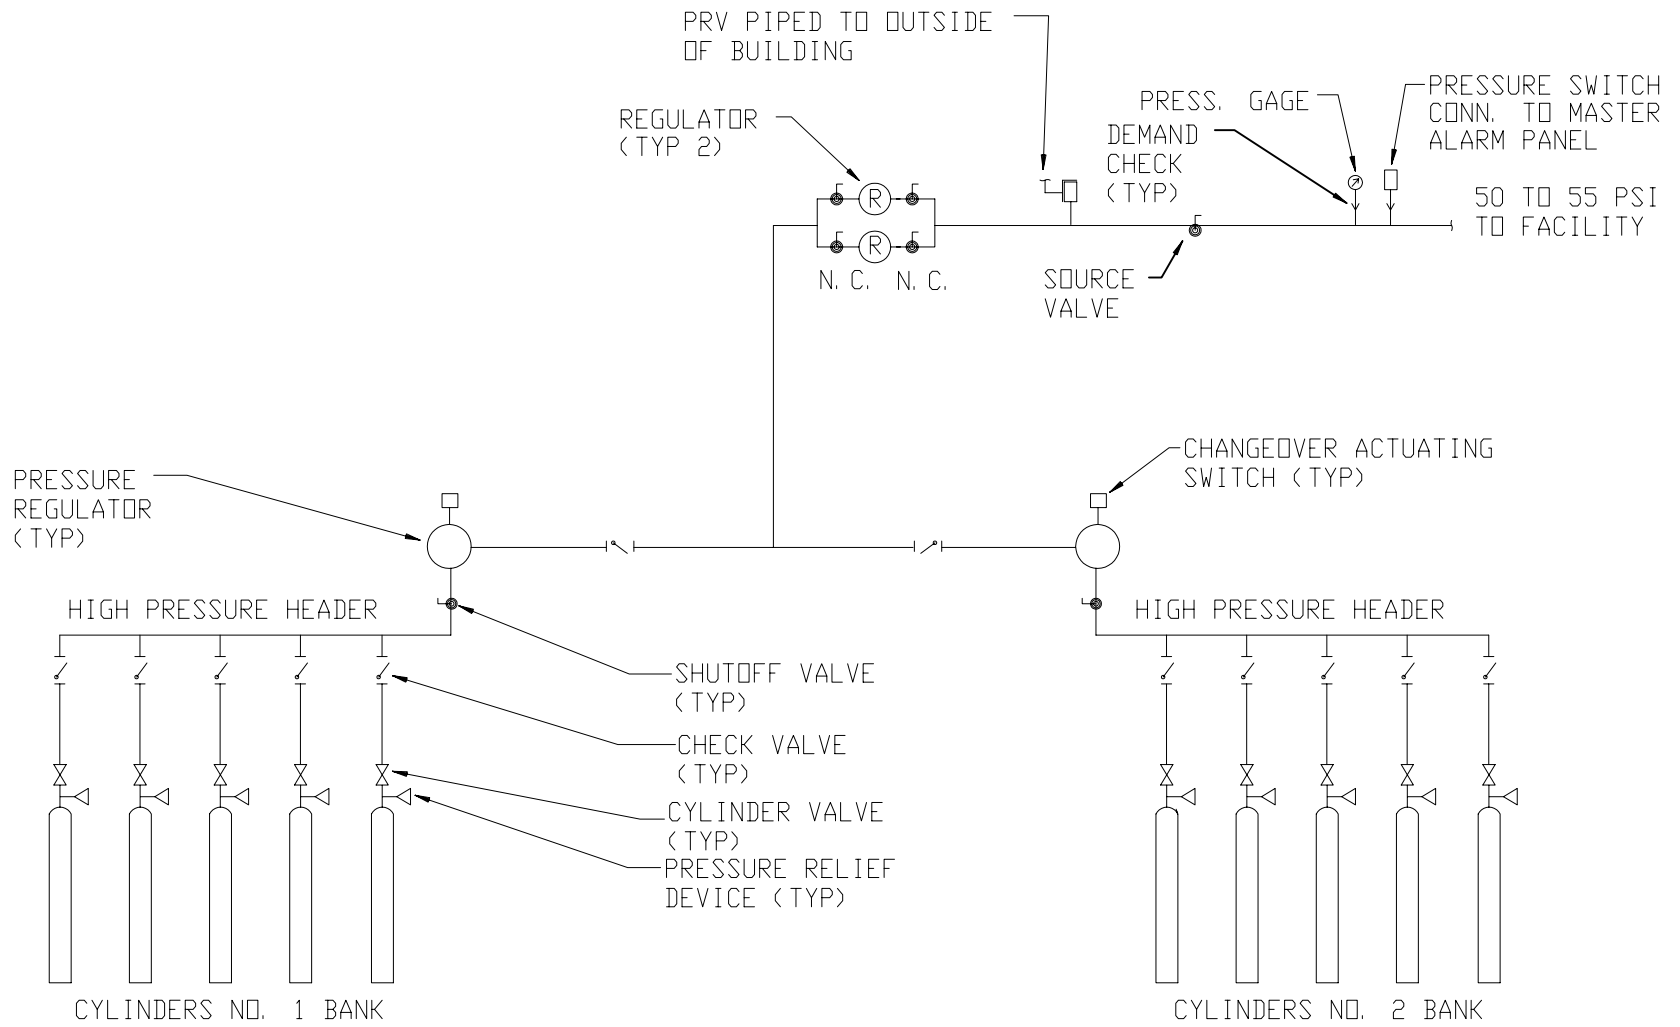 PRV PIPED TO OUTSIDE
OF BUILDING
REGULATOR
(TYP 2)
PRESS. GAGE
DEMAND
CHECK
(TYP)
PRESSURE SWITCH
CONN. TO MASTER
ALARM PANEL
50 TO 55 PSI
TO FACILITY
R
R
N. C. N. C.
SOURCE
VALVE
PRESSURE
REGULATOR
(TYP)
CHANGEOVER ACTUATING
SWITCH (TYP)
HIGH PRESSURE HEADER
HIGH PRESSURE HEADER
SHUTOFF VALVE
(TYP)
CHECK VALVE
(TYP)
CYLINDER VALVE
(TYP)
PRESSURE RELIEF
DEVICE (TYP)
CYLINDERS NO. 1 BANK
CYLINDERS NO. 2 BANK